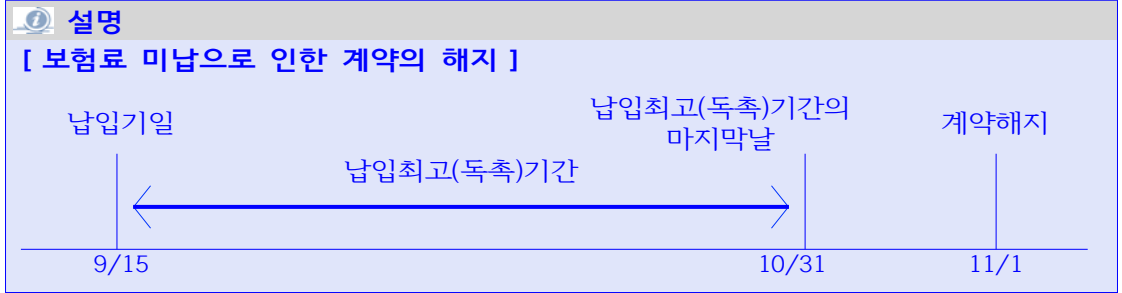 설명
[ 보험료 미납으로 인한 계약의 해지 ]
납입기일
납입최고(독촉)기간의
마지막날
계약해지
납입최고(독촉)기간
9/15
10/31
11/1